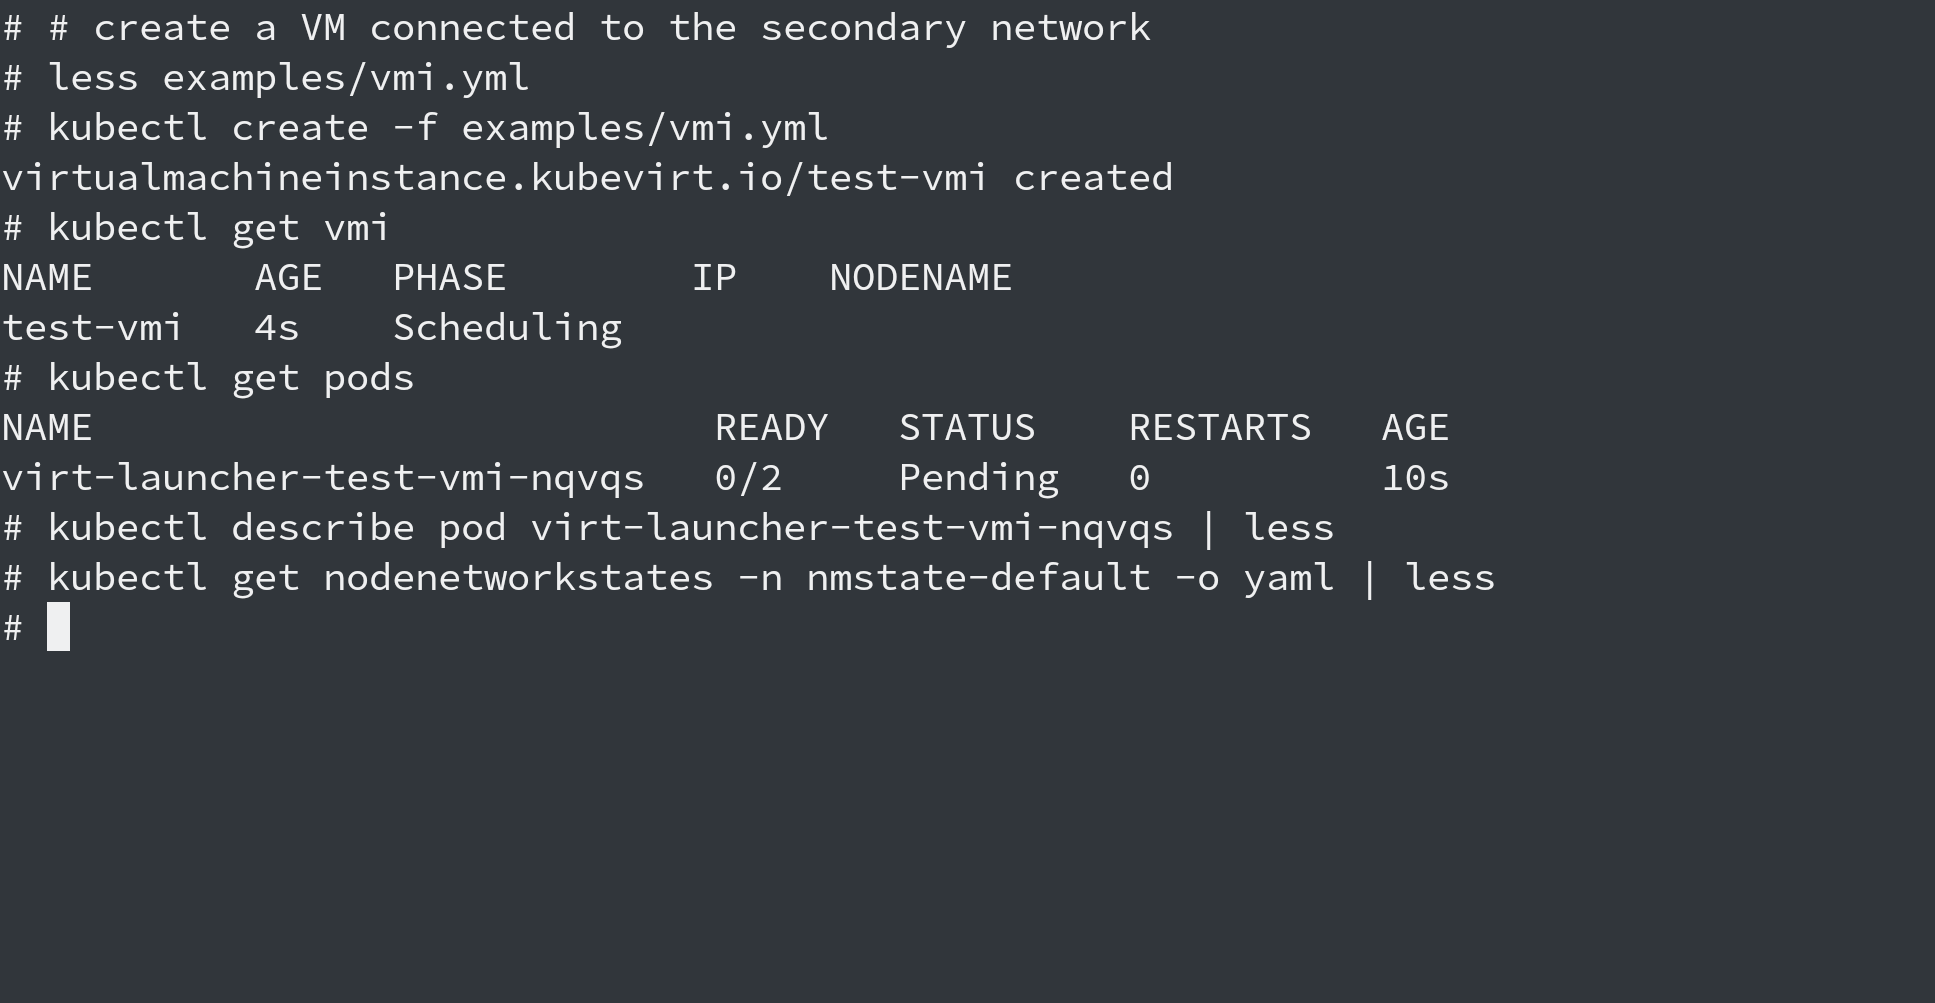 # # create a VM connected to the secondary network
# less examples/vmi.yml
# kubectl create -f examples/vmi.yml
virtualmachineinstance.kubevirt.io/test-vmi created
# kubectl get vmi
NAME       AGE   PHASE        IP    NODENAME
test-vmi   4s    Scheduling
# kubectl get pods
NAME                           READY   STATUS    RESTARTS   AGE
virt-launcher-test-vmi-nqvqs   0/2     Pending   0          10s
# kubectl describe pod virt-launcher-test-vmi-nqvqs | less
# kubectl get nodenetworkstates -n nmstate-default -o yaml | less
#